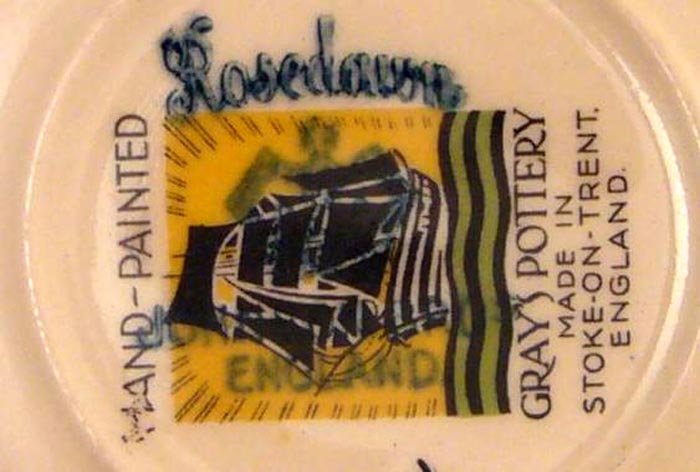 Rosedawn
HAND-PAINTED
ENGLAND
GRAY'S POTTERY
MADE IN
STOKE-ON-TRENT.
ENGLAND.